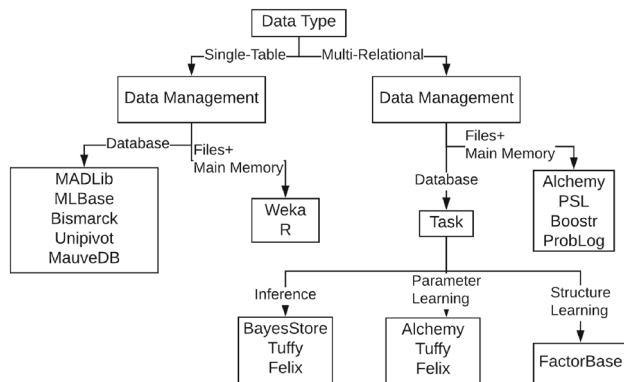 Data Type
Single-Table
Multi-Relational
Data Management
Data Management
Database
Files+
Main Memory
Files+
Main Memory
Database
MADLib
MLBase
Bismarck
Unipivot
MauveDB
Weka
R
Task
Alchemy
PSL
Boostr
ProbLog
Inference
Parameter
Learning
Structure
Learning
BayesStore
Tuffy
Felix
Alchemy
Tuffy
Felix
FactorBase